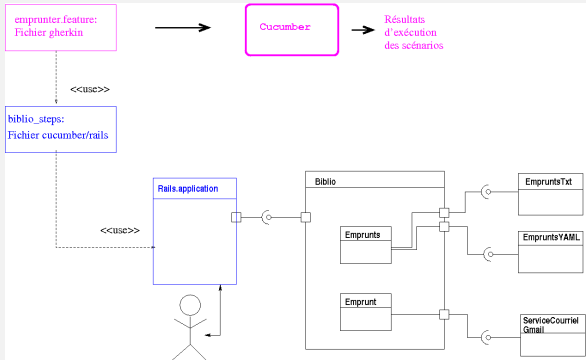 emprunter.feature:
Fichier gherkin
Cucumber
Résultats
d'exécution
des scénarios
<<use>>
biblio_steps:
Fichier cucumber/rails
<<use>>
Rails.application
Biblio
Emprunts
Emprunt
EmpruntsTxt
EmpruntsYAML
ServiceCourriel
Gmail